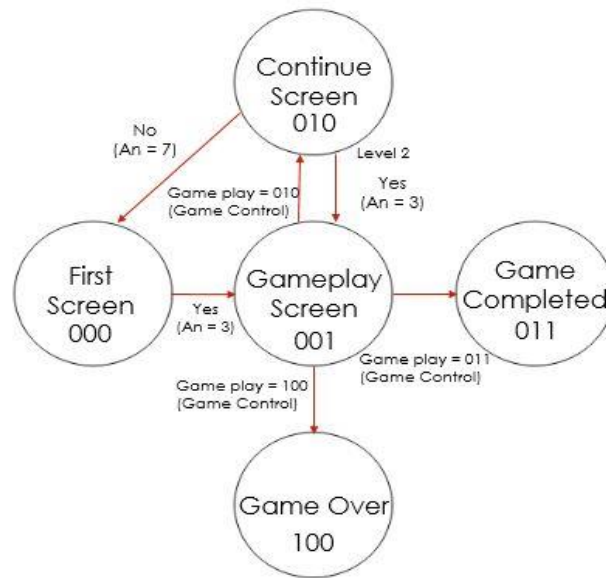 Continue
Screen
010
No
(An = 7)
Level 2
Yes
(An = 3)
Game play = 010
(Game Control)
First
Screen
000
Yes
(An = 3)
Gameplay
Screen
001
Game
Completed
011
Game play = 011
(Game Control)
Game play = 100
(Game Control)
Game Over
100